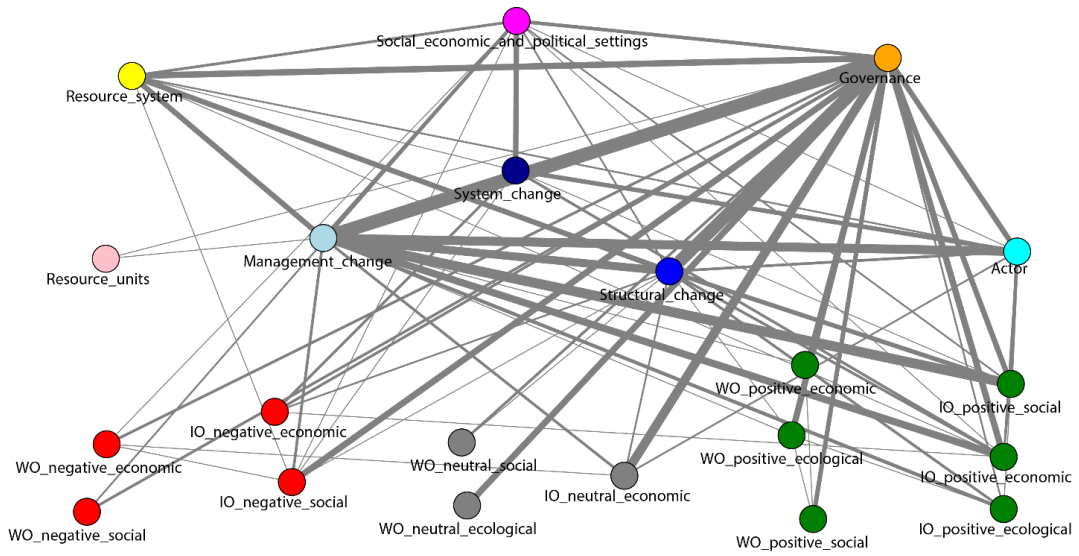 Social_economic_and_political_settings
Governance
Resource_system
System_change
Management_change
Actor
Resource_units
Structural_change
WO_positive_economic
IO_positive_social
IO_negative_economic
WO_negative_economic
WO_neutral_social
WO_positive_ecological
IO_positive_economic
IO_negative_social
IO_neutral_economic
WO_neutral_ecological
IO_positive_ecological
WO_negative_social
WO_positive_social